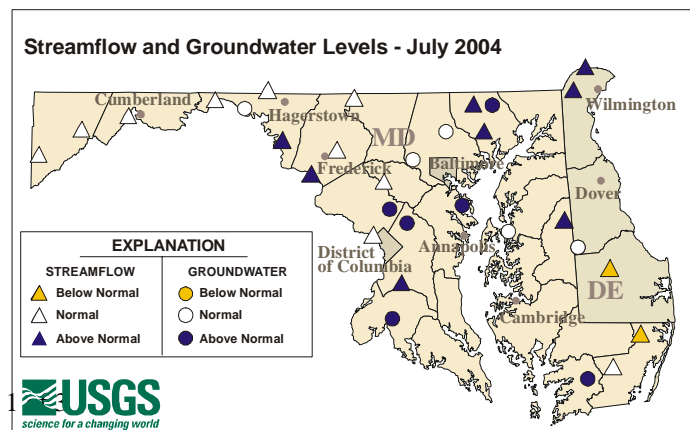 Streamflow and Groundwater Levels - July 2004
Cumberland
Hagerstown
Wilmington
MD
Frederick
Baltimore
Dover
Annapolis
District
of Columbia
DE
Cambridge
EXPLANATION
STREAMFLOW GROUNDWATER
Below Normal Below Normal
Normal Normal
Above Normal Above Normal
USGS
science for a changing world